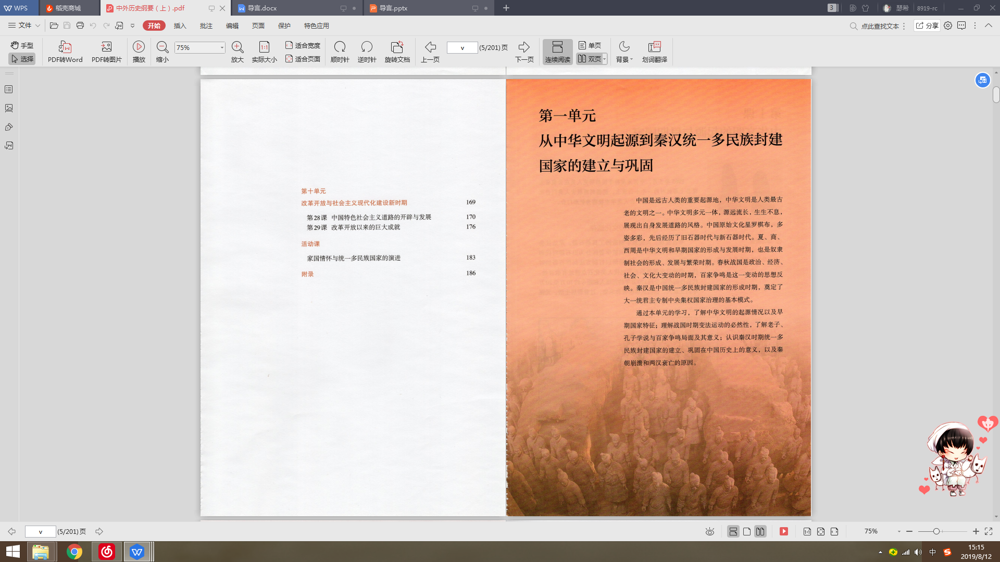 WPS
稻壳商城
中外历史纲要（上）.pdf
导言.docx
导言.pptx
3
瑟希
8919-rc
文件
开始
插入
批注
编辑
页面
保护
特色应用
点此查找文本
分享
手型
选择
PDF转Word
PDF转图片
播放
缩小
75%
放大
1:1
实际大小
适合宽度
适合页面
顺时针
逆时针
旋转文档
上一页
v
(5/201)页
下一页
连续阅读
单页
双页
背景
划词翻译
第十单元
改革开放与社会主义现代化建设新时期 169
第28课 中国特色社会主义道路的开辟与发展 170
第29课 改革开放以来的巨大成就 176
活动课
家国情怀与统一多民族国家的演进 183
附录 186
第一单元
从中华文明起源到秦汉统一多民族封建
国家的建立与巩固
中国是远古人类的重要起源地，中华文明是人类最古
老的文明之一。中华文明多元一体，源远流长，生生不息，
展现出自身发展道路的风格。中国原始文化星罗棋布，多
姿多彩，先后经历了旧石器时代与新石器时代。夏、商、
西周是中华文明和早期国家的形成与发展时期，也是奴隶
制社会的形成、发展与繁荣时期。春秋战国是政治、经济、
社会、文化大变动的时期，百家争鸣是这一变动的思想反
映。秦汉是中国统一多民族封建国家的形成时期，奠定了
大一统君主专制中央集权国家治理的基本模式。
通过本单元的学习，了解中华文明的起源情况以及早
期国家特征；理解战国时期变法运动的必然性，了解老子、
孔子学说与百家争鸣局面及其意义；认识秦汉时期统一多
民族封建国家的建立、巩固在中国历史上的意义，以及秦
朝崩溃和两汉衰亡的原因。
v
(5/201)页
1:1
75%
中
15:15
2019/8/12